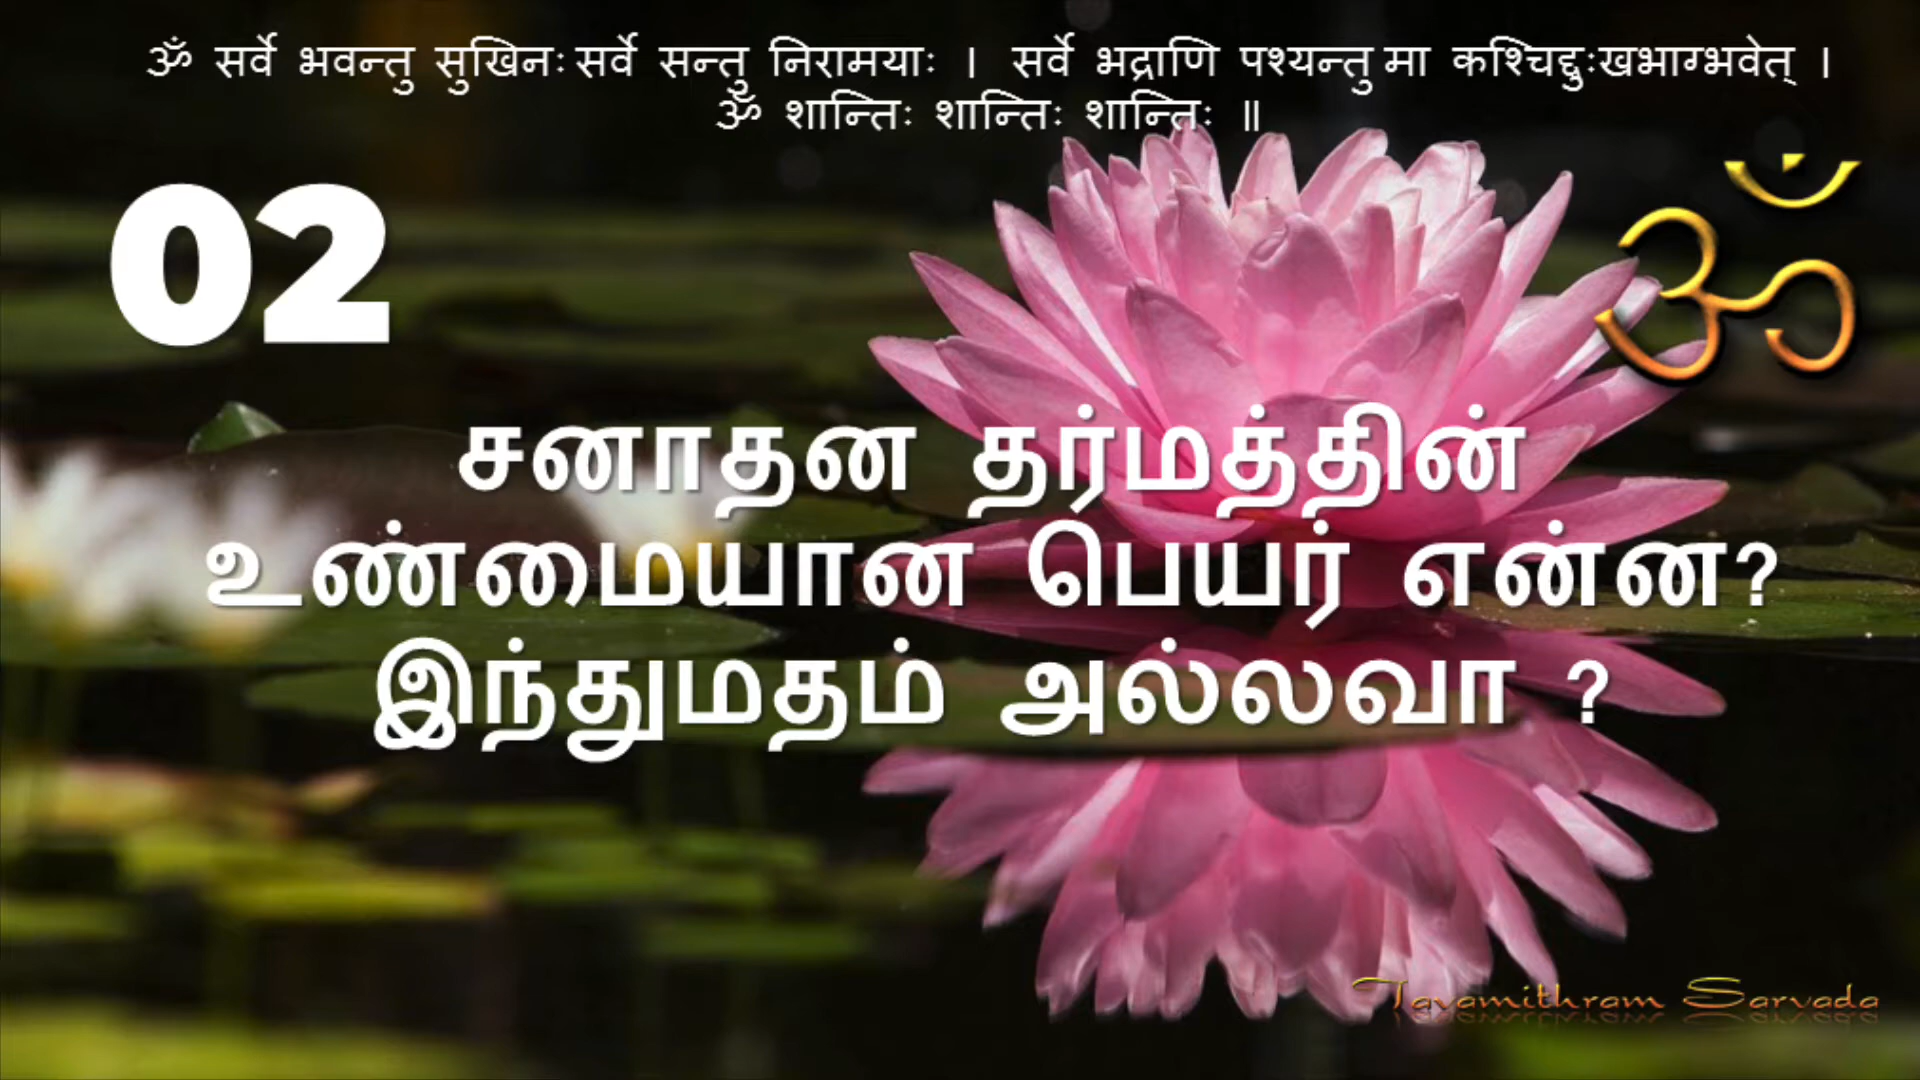 ॐ सर्वे भवन्तु सुखिनः सर्वे सन्तु निरामयाः । सर्वे भद्राणि पश्यन्तु मा कश्चिद्दुःखभाग्भवेत् ।
ॐ शान्तिः शान्तिः शान्तिः ॥
02
ॐ
சனாதன தர்மத்தின்
உண்மையான பெயர் என்ன?
இந்துமதம் அல்லவா ?
Tavamithram Sarvada